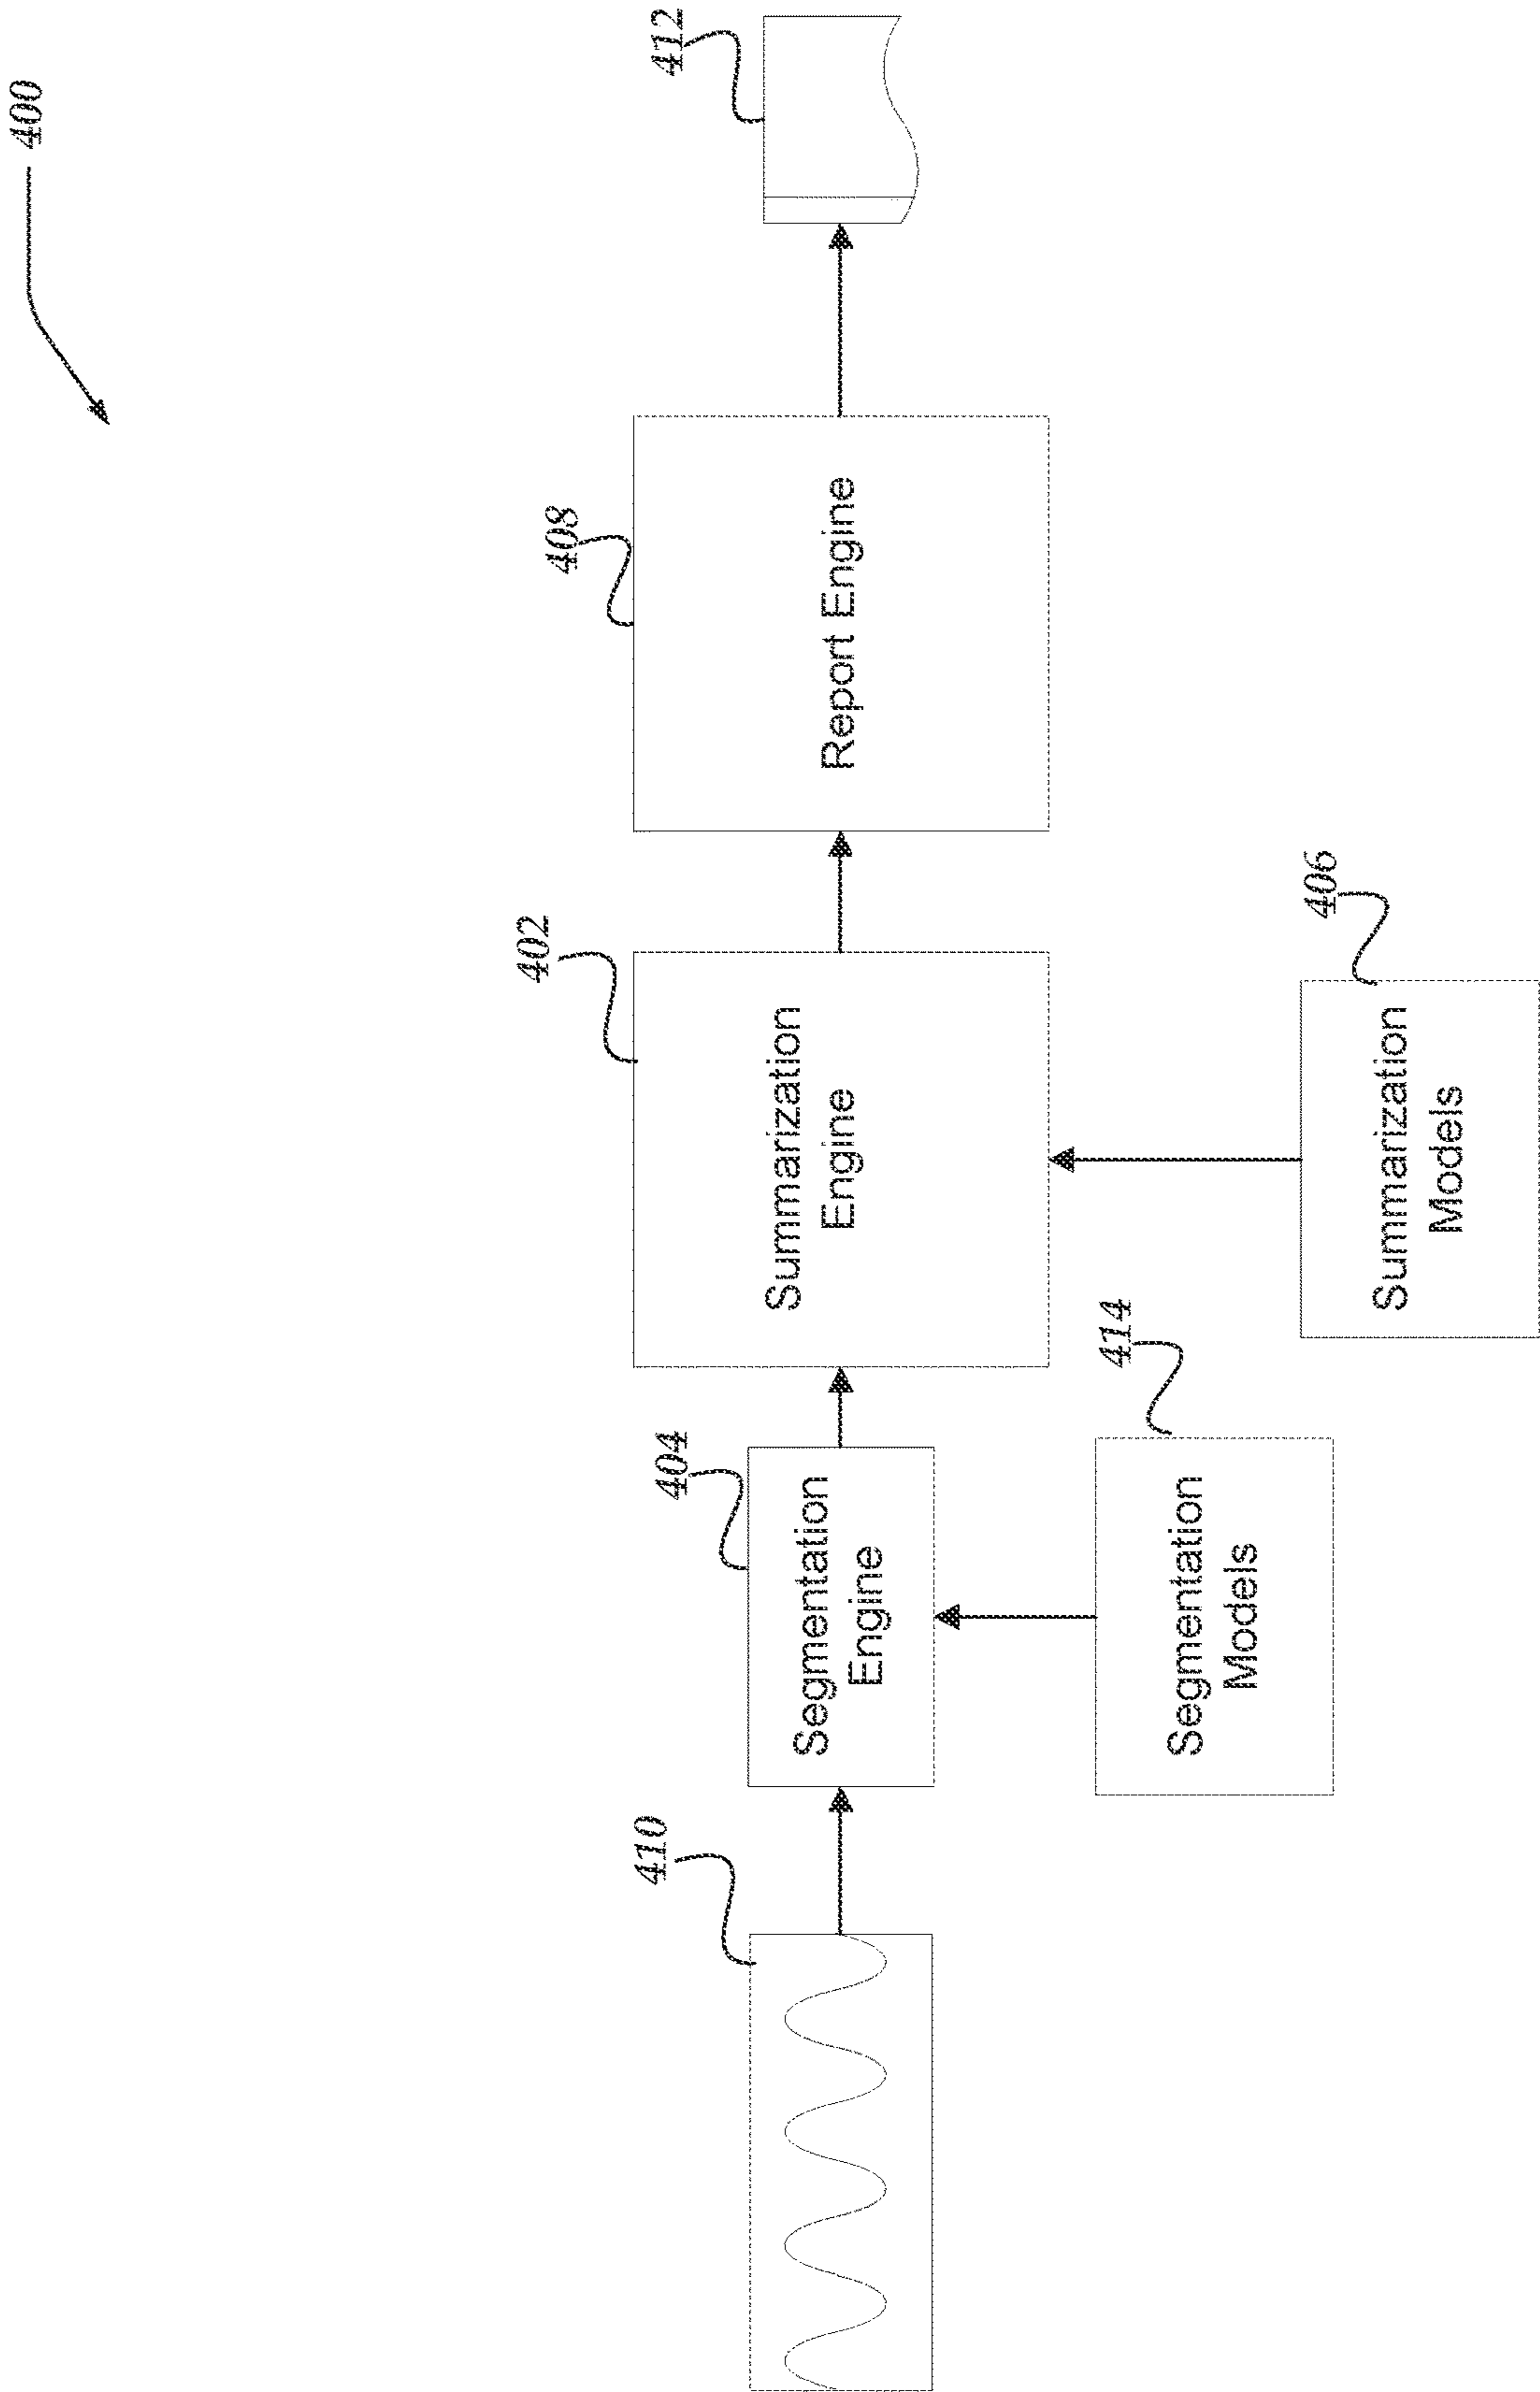 400
412
408
Report Engine
402
Summarization
Engine
406
Summarization
Models
404
Segmentation
Engine
414
Segmentation
Models
410